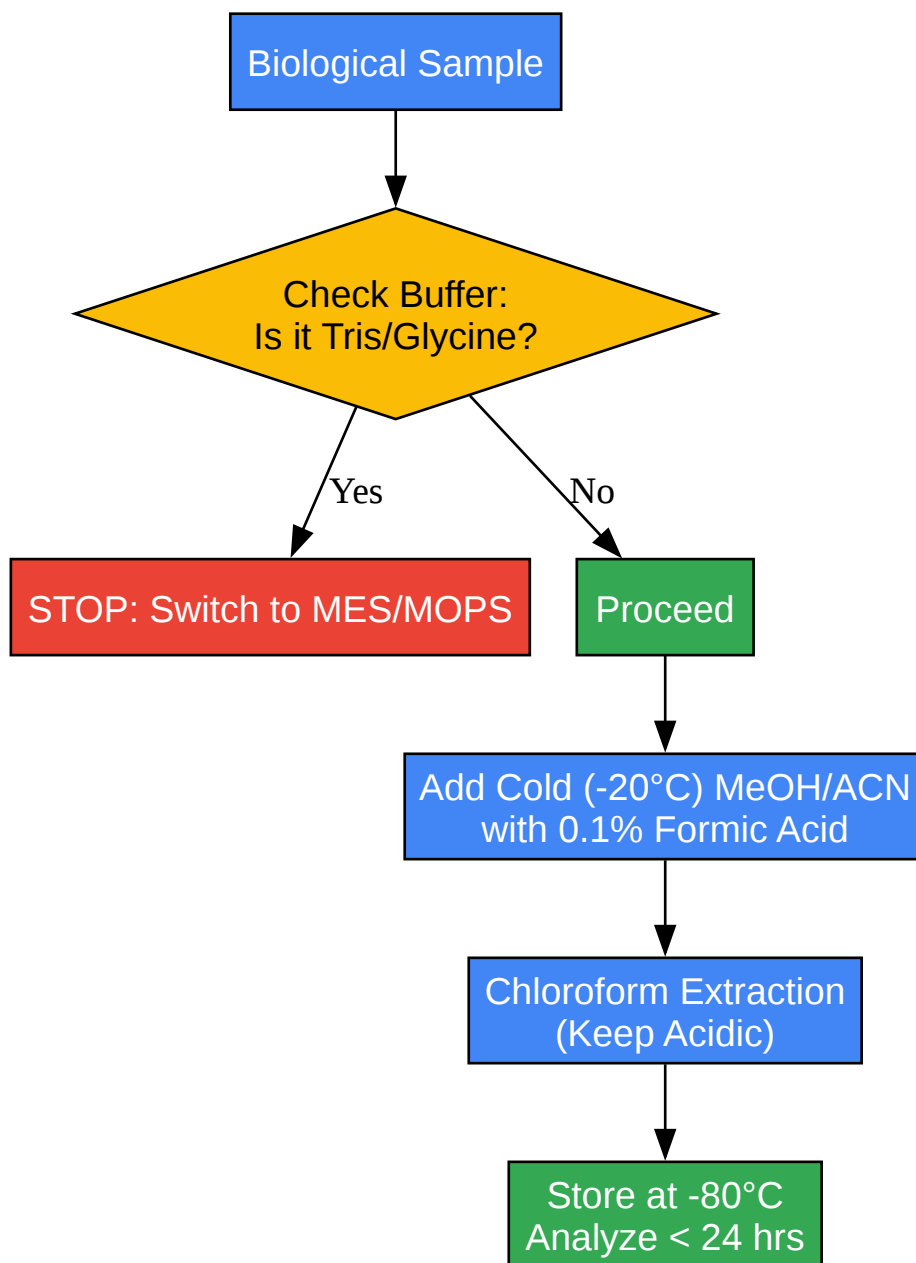 Biological Sample
Check Buffer:
Is it Tris/Glycine?
Yes
No
STOP: Switch to MES/MOPS
Proceed
Add Cold (-20°C) MeOH/ACN
with 0.1% Formic Acid
Chloroform Extraction
(Keep Acidic)
Store at -80°C
Analyze < 24 hrs